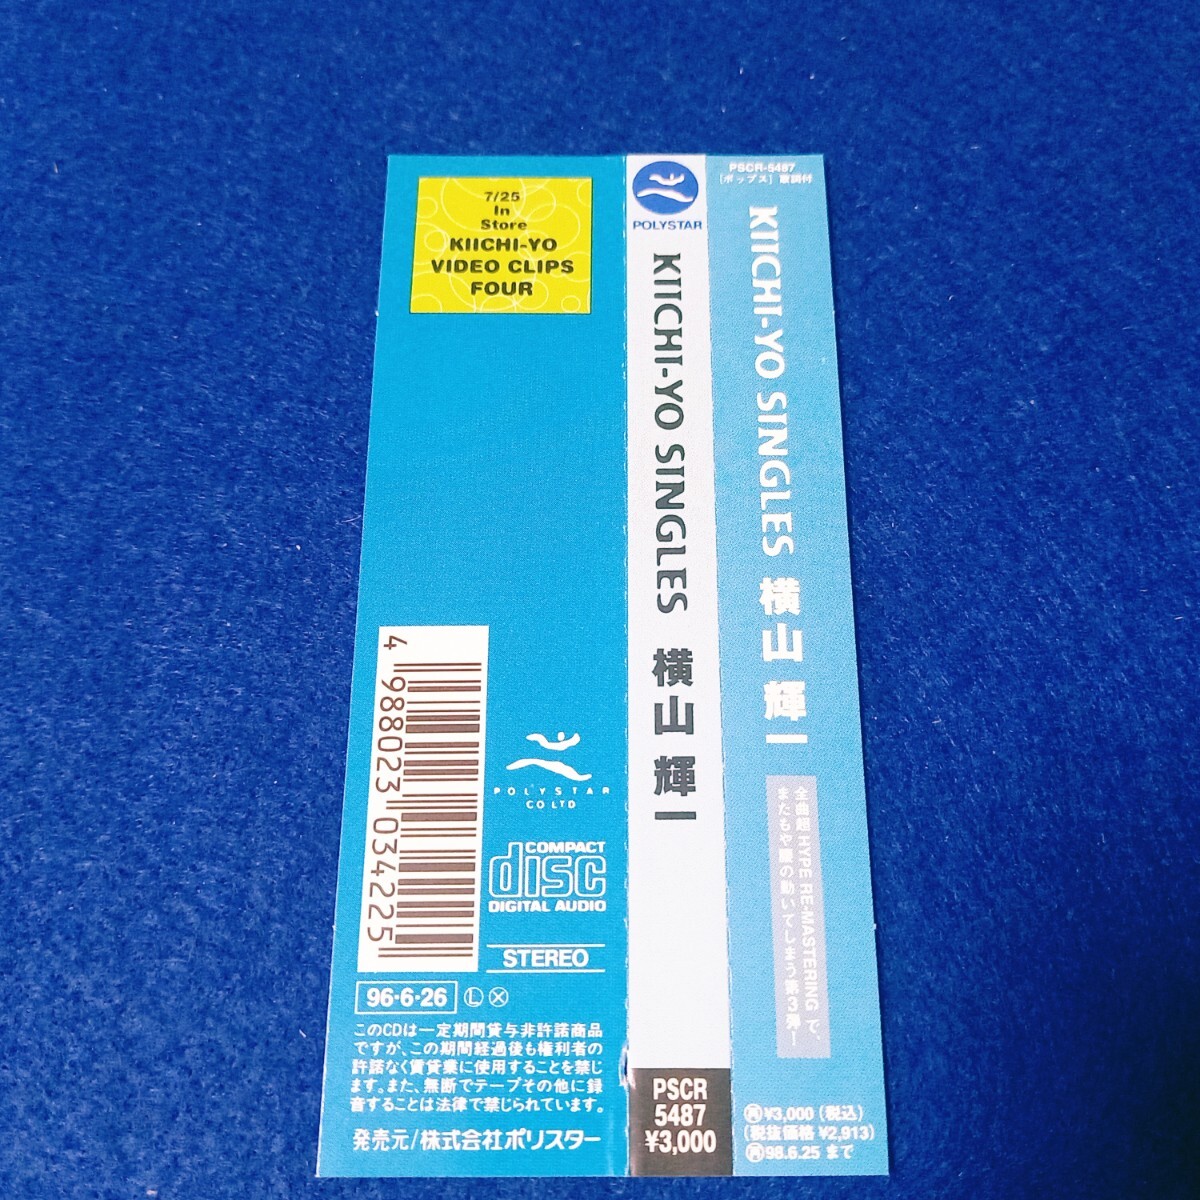 7/25
In
Store
KIICHI-YO
VIDEO CLIPS
FOUR
4 988023 034225
POLYSTAR
CO LTD
COMPACT
disc
DIGITAL AUDIO
STEREO
96·6·26 Ⓛ Ⓧ
このCDは一定期間貸与非許諾商品
ですが、この期間経過後も権利者の
許諾なく賃貸業に使用することを禁じ
ます。また、無断でテープその他に録
音することは法律で禁じられています。
発売元/株式会社ポリスター
POLYSTAR
KIICHI-YO SINGLES 横山 輝一
PSCR
5487
¥3,000
PSCR-5487
[ポップス] 歌詞付
KIICHI-YO SINGLES 横山 輝一
全曲超HYPE RE-MASTERINGで、
またもや腰の動いてしまう第3弾!
㋐¥3,000 (税込)
(税抜価格 ¥2,913)
㋐98.6.25 まで